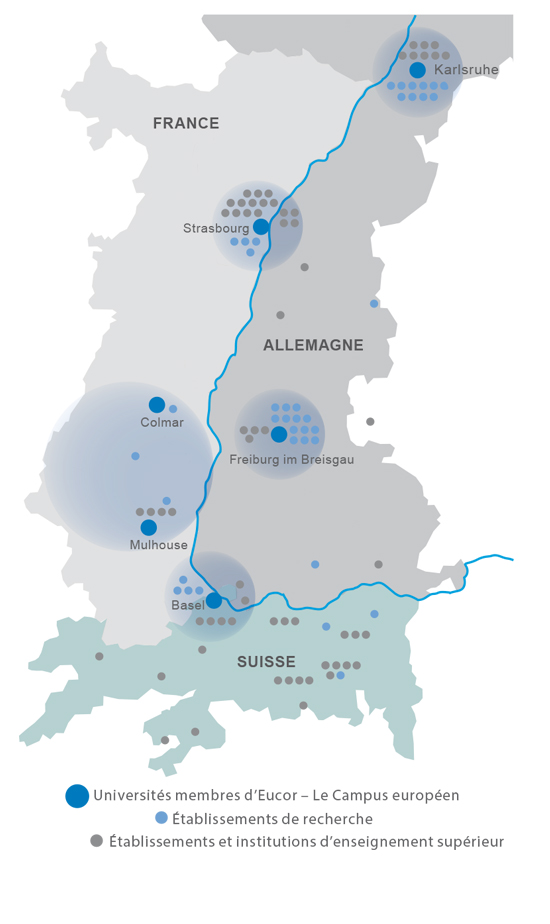 Karlsruhe
FRANCE
Strasbourg
ALLEMAGNE
Colmar
Freiburg im Breisgau
Mulhouse
Basel
SUISSE
Universités membres d’Eucor – Le Campus européen
Établissements de recherche
Établissements et institutions d’enseignement supérieur